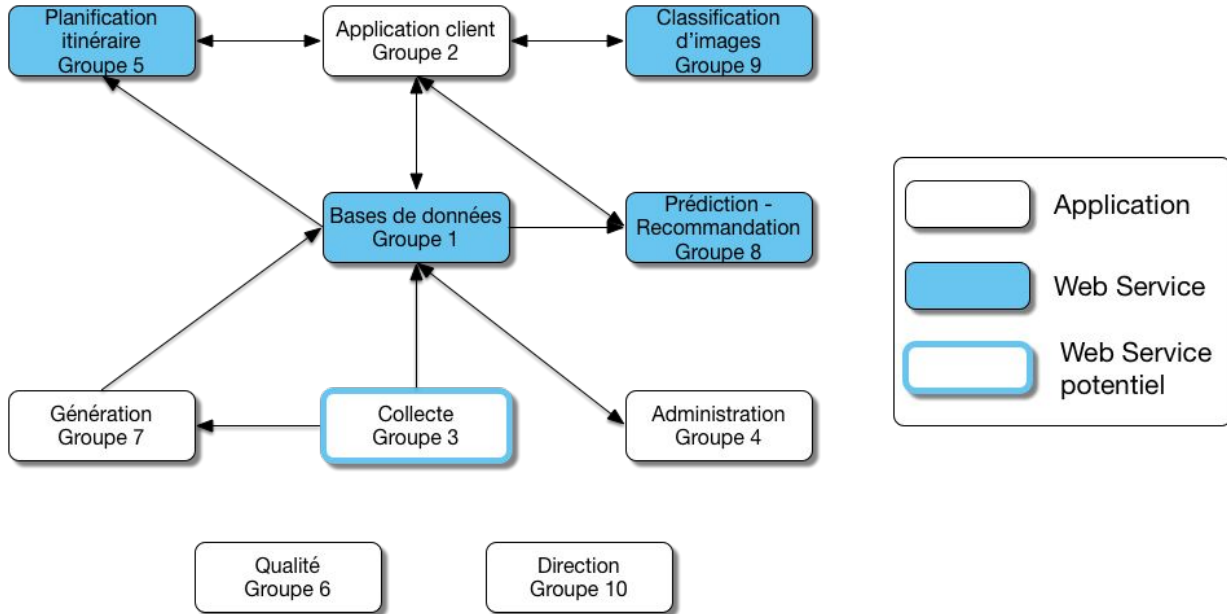 Planification
itinéraire
Groupe 5
Application client
Groupe 2
Classification
d'images
Groupe 9
Bases de données
Groupe 1
Prédiction -
Recommandation
Groupe 8
Génération
Groupe 7
Collecte
Groupe 3
Administration
Groupe 4
Qualité
Groupe 6
Direction
Groupe 10
Application
Web Service
Web Service
potentiel